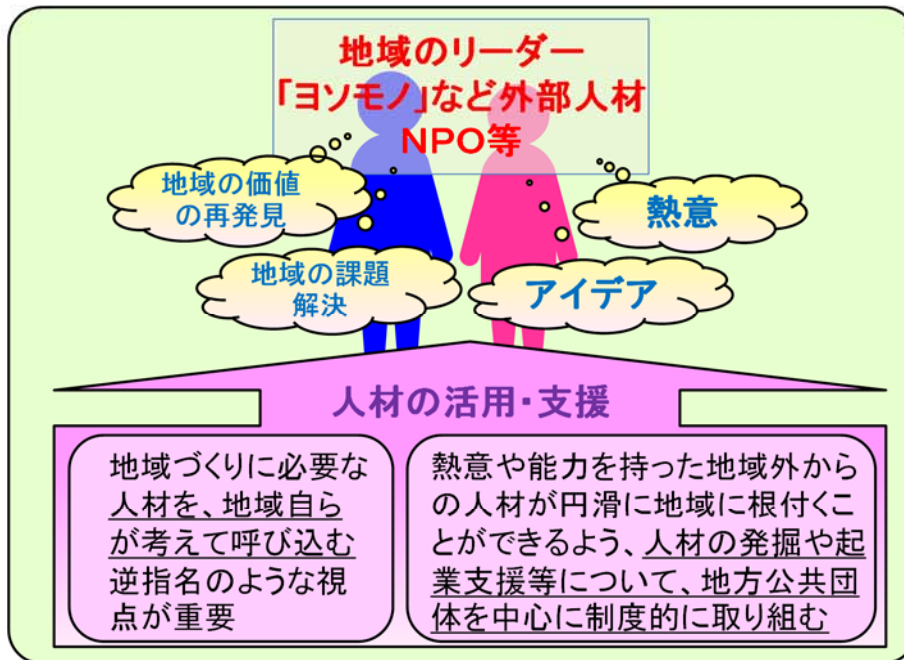 地域のリーダー
「ヨソモノ」など外部人材
NPO等
地域の価値
の再発見
熱意
地域の課題
解決
アイデア
人材の活用・支援
地域づくりに必要な
人材を、地域自ら
が考えて呼び込む
逆指名のような視
点が重要
熱意や能力を持った地域外から
の人材が円滑に地域に根付くこ
とができるよう、人材の発掘や起
業支援等について、地方公共団
体を中心に制度的に取り組む